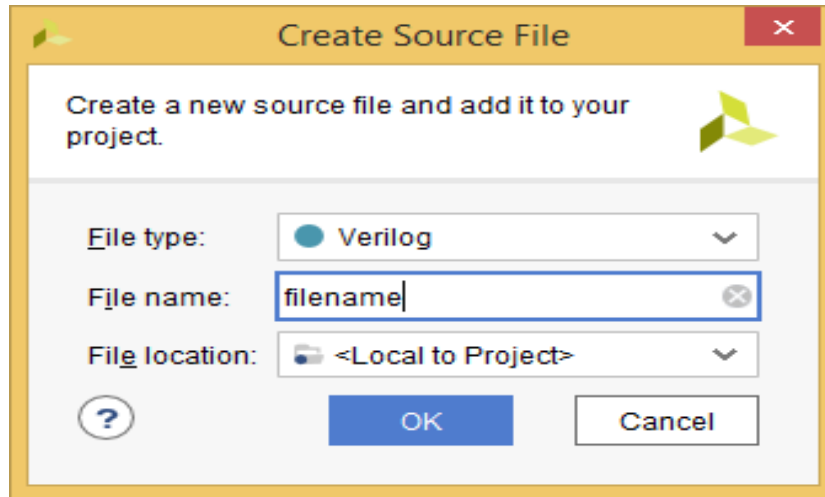 Create Source File
Create a new source file and add it to your
project.
File type: Verilog
File name: filename
File location: <Local to Project>
? OK Cancel